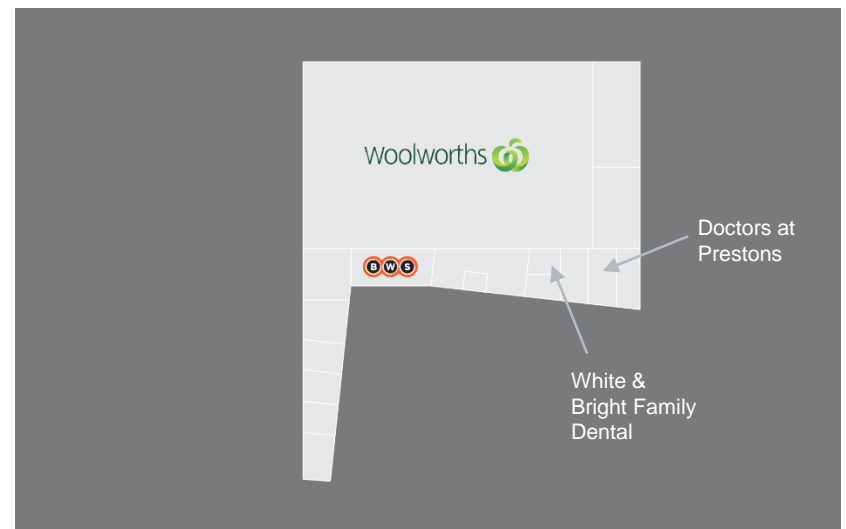 Woolworths
BWS
Doctors at
Prestons
White &
Bright Family
Dental